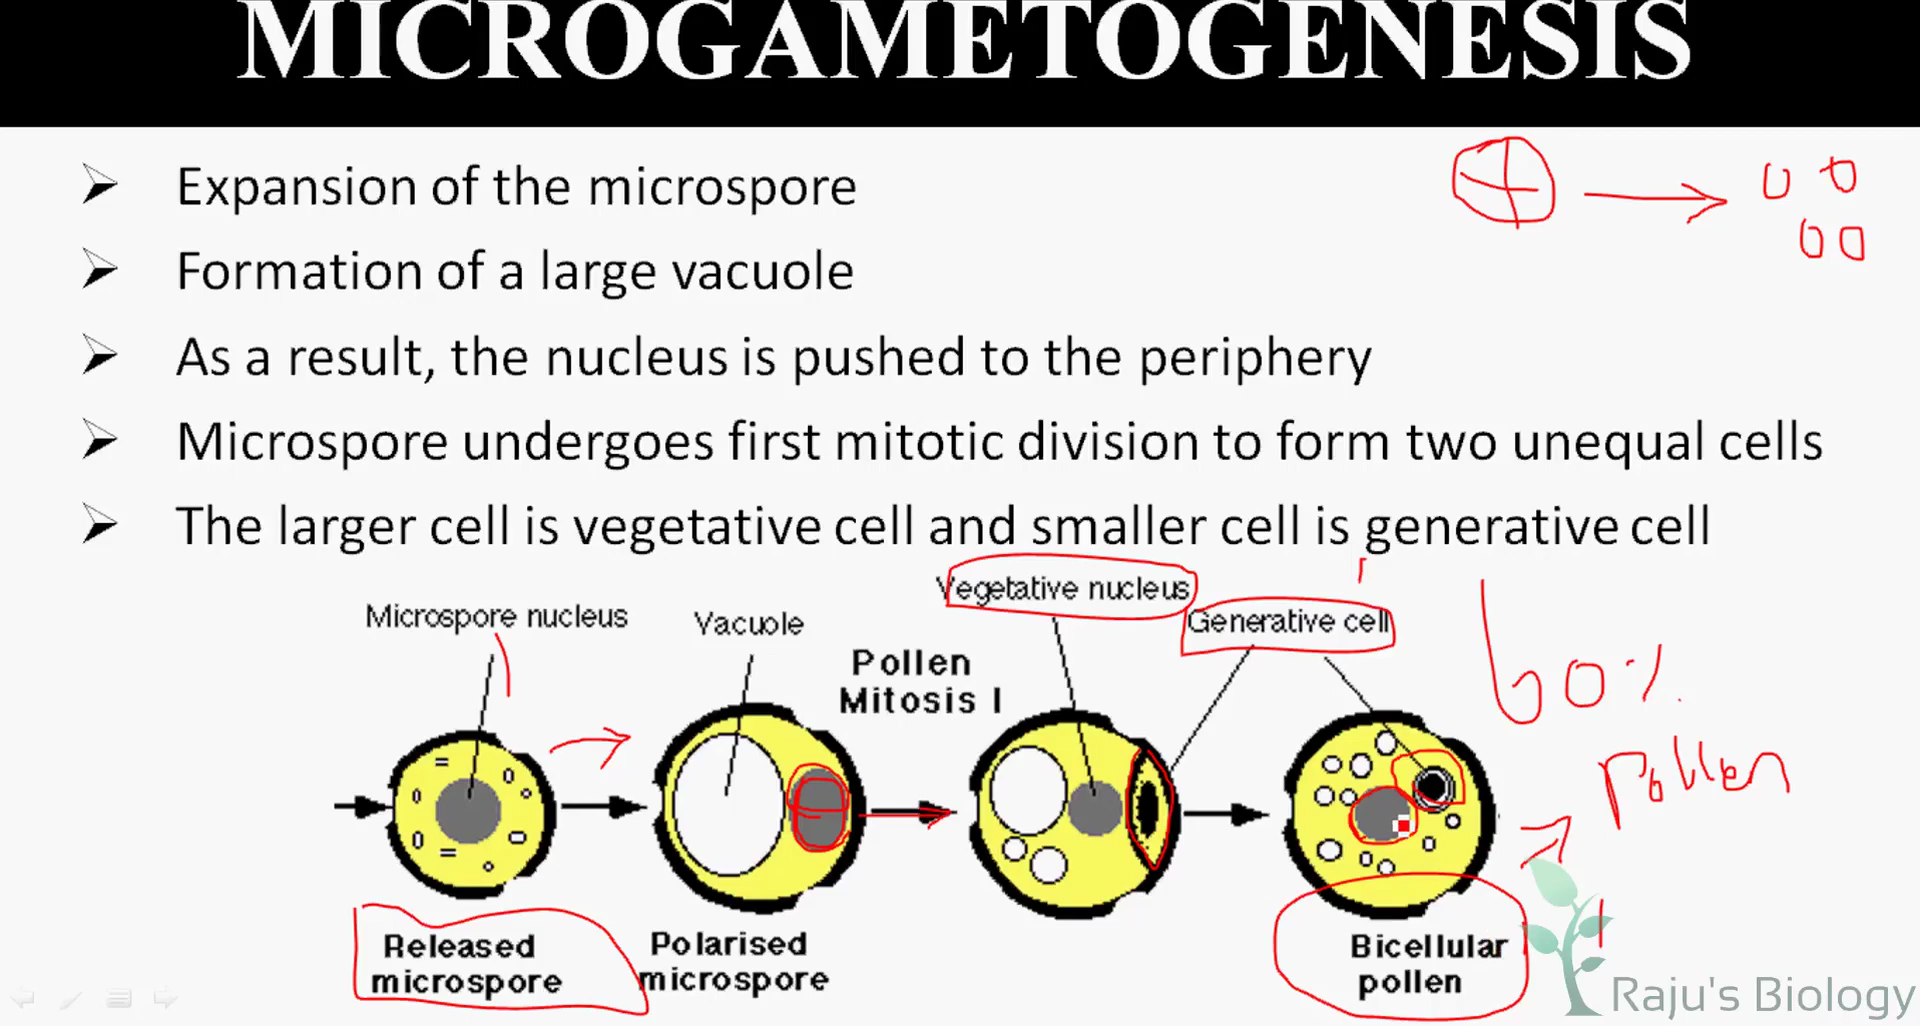 MICROGAMETOGENESIS
Expansion of the microspore
Formation of a large vacuole
As a result, the nucleus is pushed to the periphery
Microspore undergoes first mitotic division to form two unequal cells
The larger cell is vegetative cell and smaller cell is generative cell
Microspore nucleus
Vacuole
Pollen
Mitosis I
Vegetative nucleus
Generative cell
60%
pollen
Released
microspore
Polarised
microspore
Bicellular
pollen
Raju's Biology